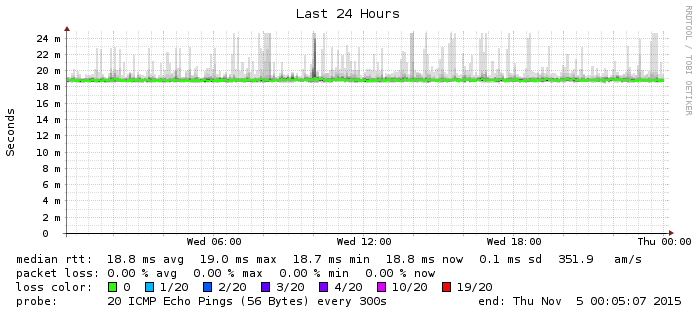 Last 24 Hours
RRDTOOL / TOBI OETIKER
Seconds
24 m
22 m
20 m
18 m
16 m
14 m
12 m
10 m
8 m
6 m
4 m
2 m
0
Wed 06:00 Wed 12:00 Wed 18:00 Thu 00:00
median rtt: 18.8 ms avg 19.0 ms max 18.7 ms min 18.8 ms now 0.1 ms sd 351.9 am/s
packet loss: 0.00 % avg 0.00 % max 0.00 % min 0.00 % now
loss color: 0 1/20 2/20 3/20 4/20 10/20 19/20
probe: 20 ICMP Echo Pings (56 Bytes) every 300s end: Thu Nov 5 00:05:07 2015